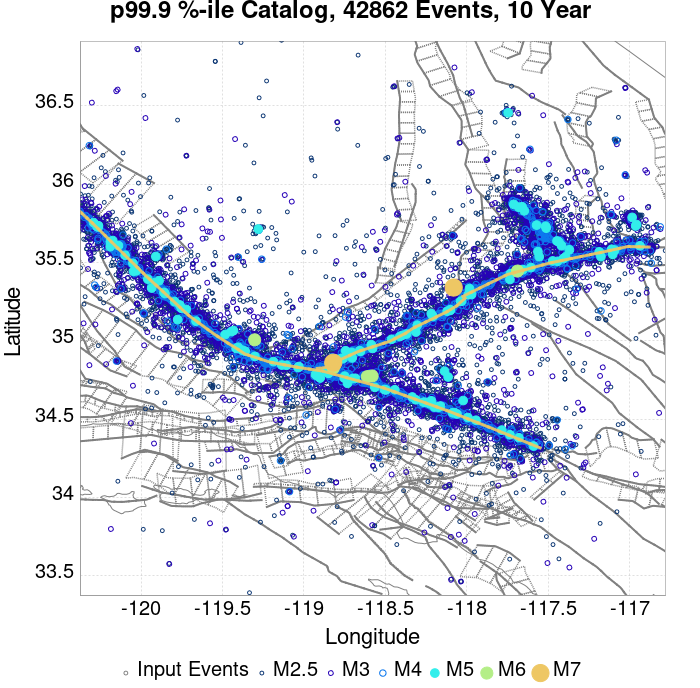 p99.9 %-ile Catalog, 42862 Events, 10 Year
36.5
36
35.5
35
34.5
34
33.5
Latitude
-120 -119.5 -119 -118.5 -118 -117.5 -117
Longitude
Input Events M2.5 M3 M4 M5 M6 M7